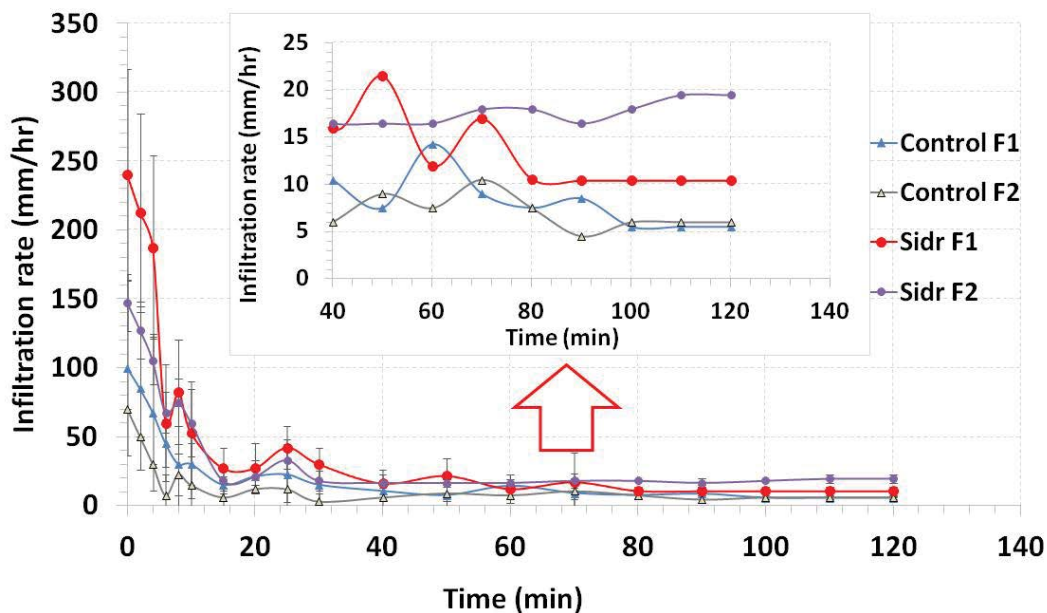 350
300
250
200
150
100
50
0
Infiltration rate (mm/hr)
0 20 40 60 80 100 120 140
Time (min)
25
20
15
10
5
0
Infiltration rate (mm/hr)
40 60 80 100 120 140
Time (min)
Control F1
Control F2
Sidr F1
Sidr F2